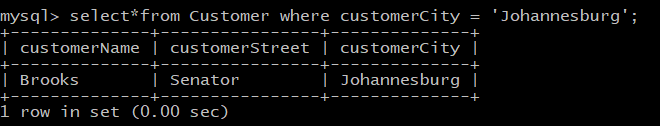 mysql> select*from Customer where customerCity = 'Johannesburg';
+--------------+----------------+--------------+
| customerName | customerStreet | customerCity |
+--------------+----------------+--------------+
| Brooks       | Senator        | Johannesburg |
+--------------+----------------+--------------+
1 row in set (0.00 sec)